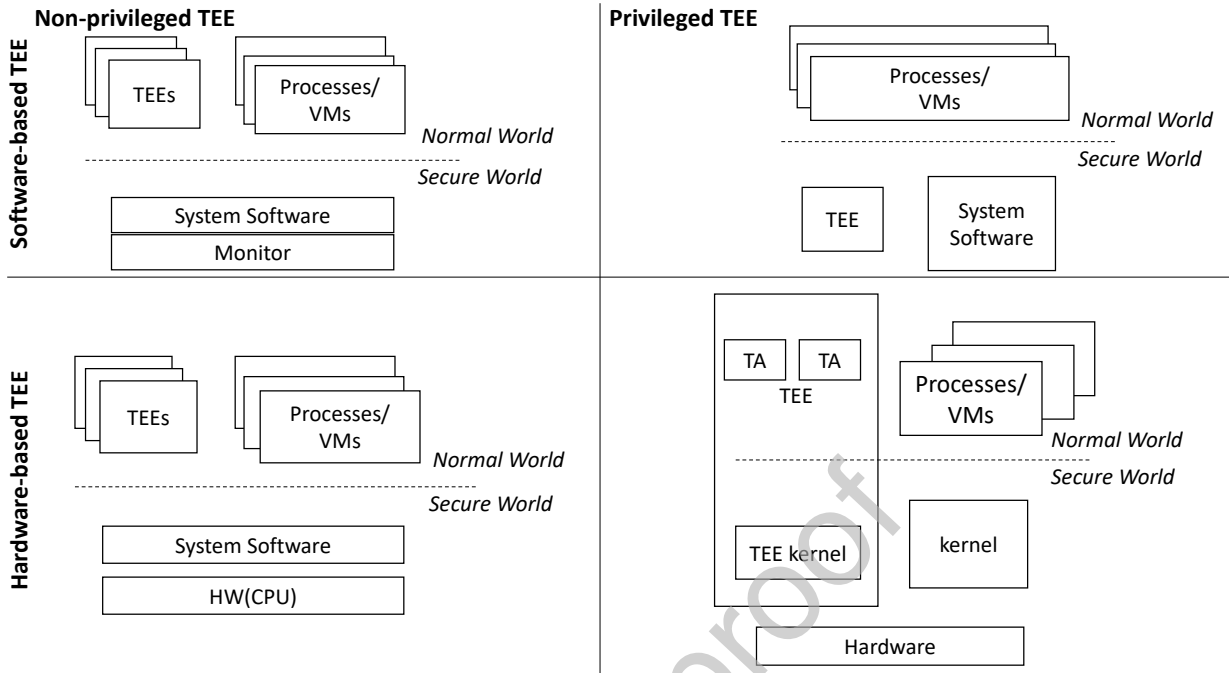 Non-privileged TEE
Privileged TEE
Software-based TEE
TEEs
Processes/
VMs
Normal World
Secure World
System Software
Monitor
Processes/
VMs
Normal World
Secure World
TEE
System
Software
Hardware-based TEE
TEEs
Processes/
VMs
Normal World
Secure World
System Software
HW(CPU)
TA
TA
TEE
Processes/
VMs
Normal World
Secure World
TEE kernel
kernel
Hardware
proof